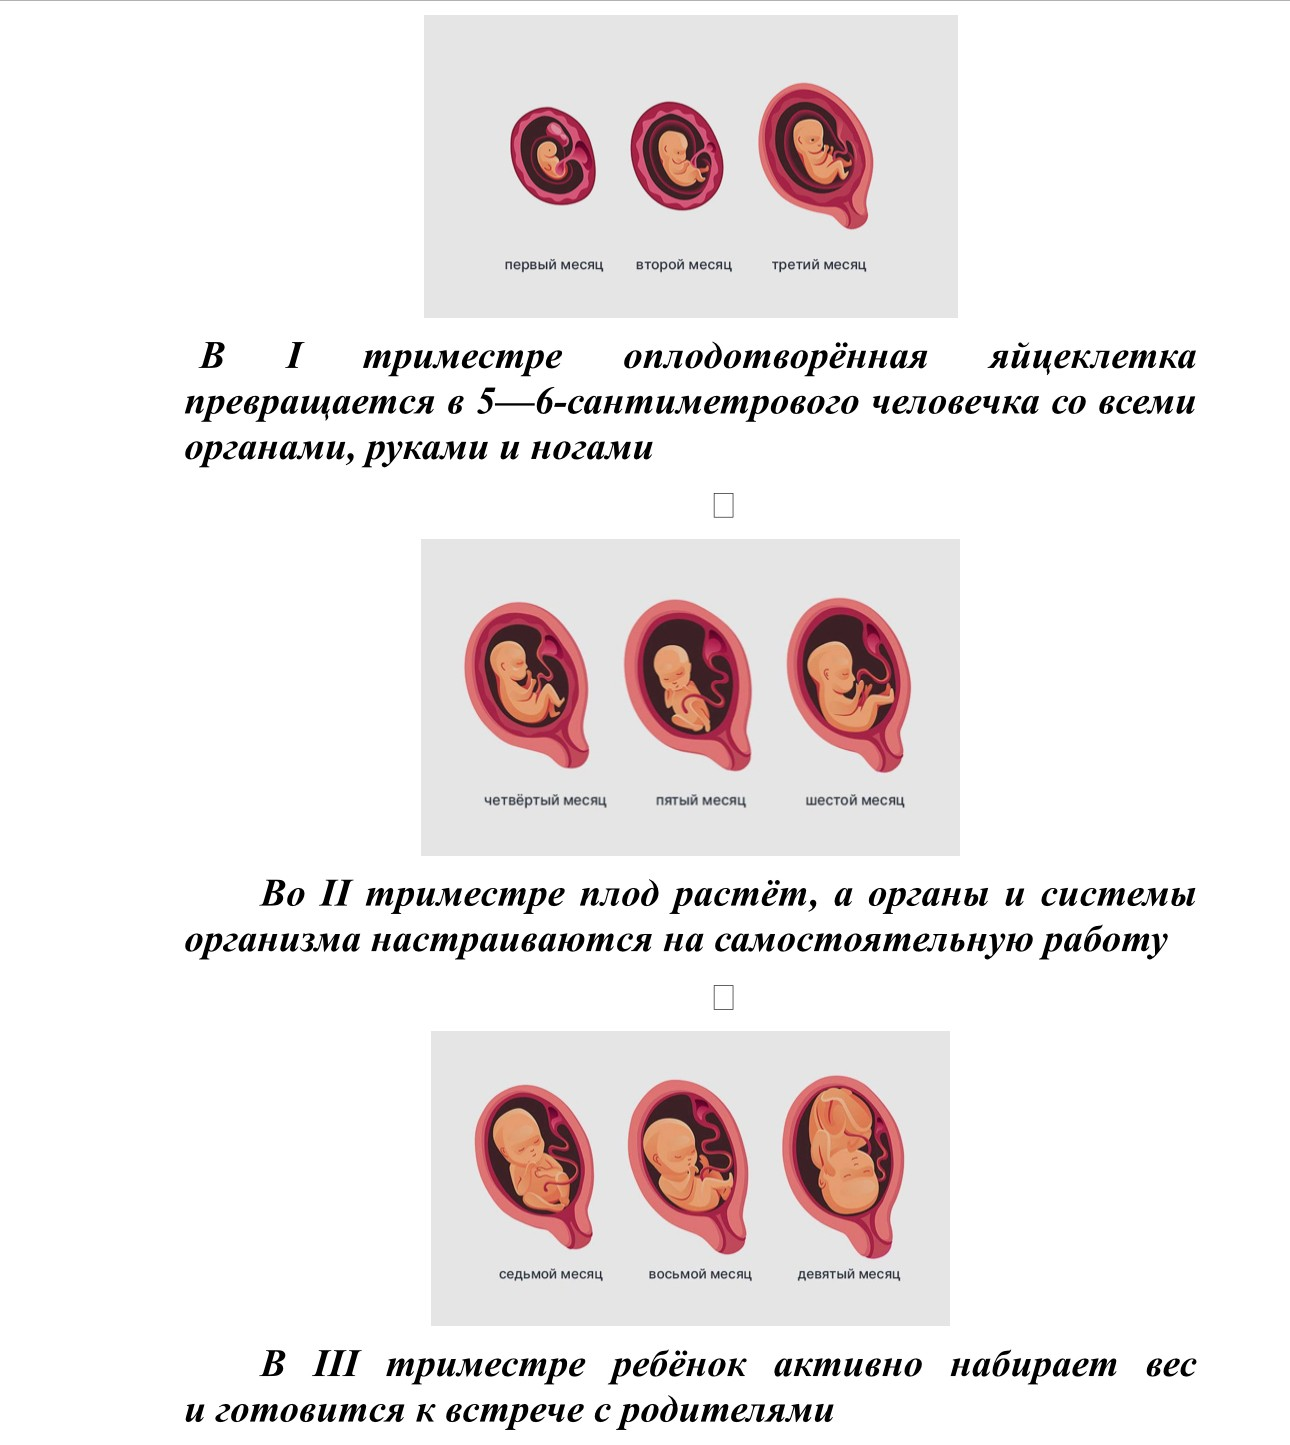 первый месяц второй месяц третий месяц
В I триместре оплодотворённая яйцеклетка
превращается в 5—6-сантиметрового человечка со всеми
органами, руками и ногами
четвёртый месяц пятый месяц шестой месяц
Во II триместре плод растёт, а органы и системы
организма настраиваются на самостоятельную работу
седьмой месяц восьмой месяц девятый месяц
В III триместре ребёнок активно набирает вес
и готовится к встрече с родителями